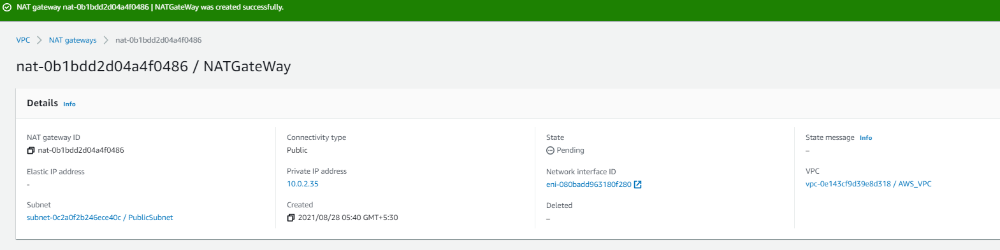 NAT gateway nat-0b1bdd2d04a4f0486 | NATGateWay was created successfully.
VPC > NAT gateways > nat-0b1bdd2d04a4f0486
nat-0b1bdd2d04a4f0486 / NATGateWay
Details Info
NAT gateway ID
nat-0b1bdd2d04a4f0486
Elastic IP address
-
Subnet
subnet-0c2a0f2b246ece40c / PublicSubnet
Connectivity type
Public
Private IP address
10.0.2.35
Created
2021/08/28 05:40 GMT+5:30
State
Pending
Network interface ID
eni-080badd963180f280
Deleted
–
State message Info
–
VPC
vpc-0e143cf9d39e8d318 / AWS_VPC